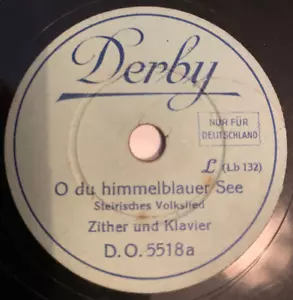 Derby
NUR FÜR
DEUTSCHLAND
L (Lb 132)
O du himmelblauer See
Steirisches Volkslied
Zither und Klavier
D.O.5518a